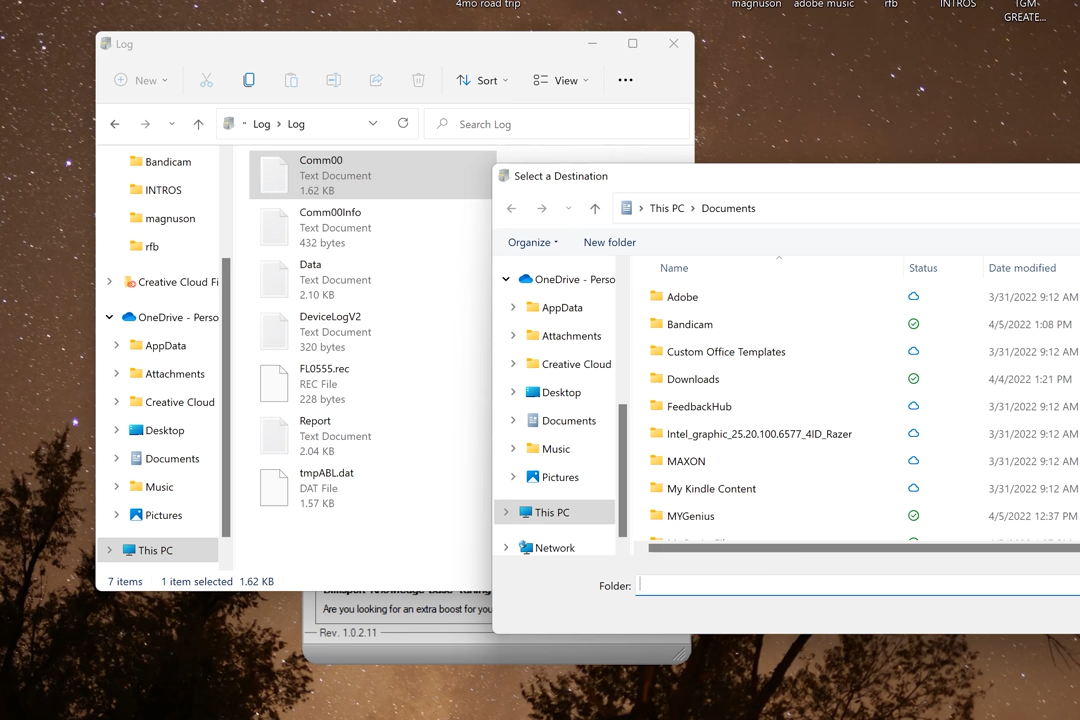 4mo road trip
magnuson
adobe music
rfb
INTROS
TGM
GREATE...
Log
New
Sort
View
Log > Log
Search Log
Bandicam
INTROS
magnuson
rfb
Creative Cloud Fi
OneDrive - Perso
AppData
Attachments
Creative Cloud
Desktop
Documents
Music
Pictures
This PC
Comm00
Text Document
1.62 KB
Comm00Info
Text Document
432 bytes
Data
Text Document
2.10 KB
DeviceLogV2
Text Document
320 bytes
FL0555.rec
REC File
228 bytes
Report
Text Document
2.04 KB
tmpABL.dat
DAT File
1.57 KB
7 items 1 item selected 1.62 KB
Select a Destination
This PC > Documents
Organize New folder
OneDrive - Perso
AppData
Attachments
Creative Cloud
Desktop
Documents
Music
Pictures
This PC
Network
Name Status Date modified
Adobe 3/31/2022 9:12 AM
Bandicam 4/5/2022 1:08 PM
Custom Office Templates 3/31/2022 9:12 AM
Downloads 4/4/2022 1:21 PM
FeedbackHub 3/31/2022 9:12 AM
Intel_graphic_25.20.100.6577_4ID_Razer 3/31/2022 9:12 AM
MAXON 3/31/2022 9:12 AM
My Kindle Content 3/31/2022 9:12 AM
MYGenius 4/5/2022 12:37 PM
Folder:
Are you looking for an extra boost for you
Rev. 1.0.2.11